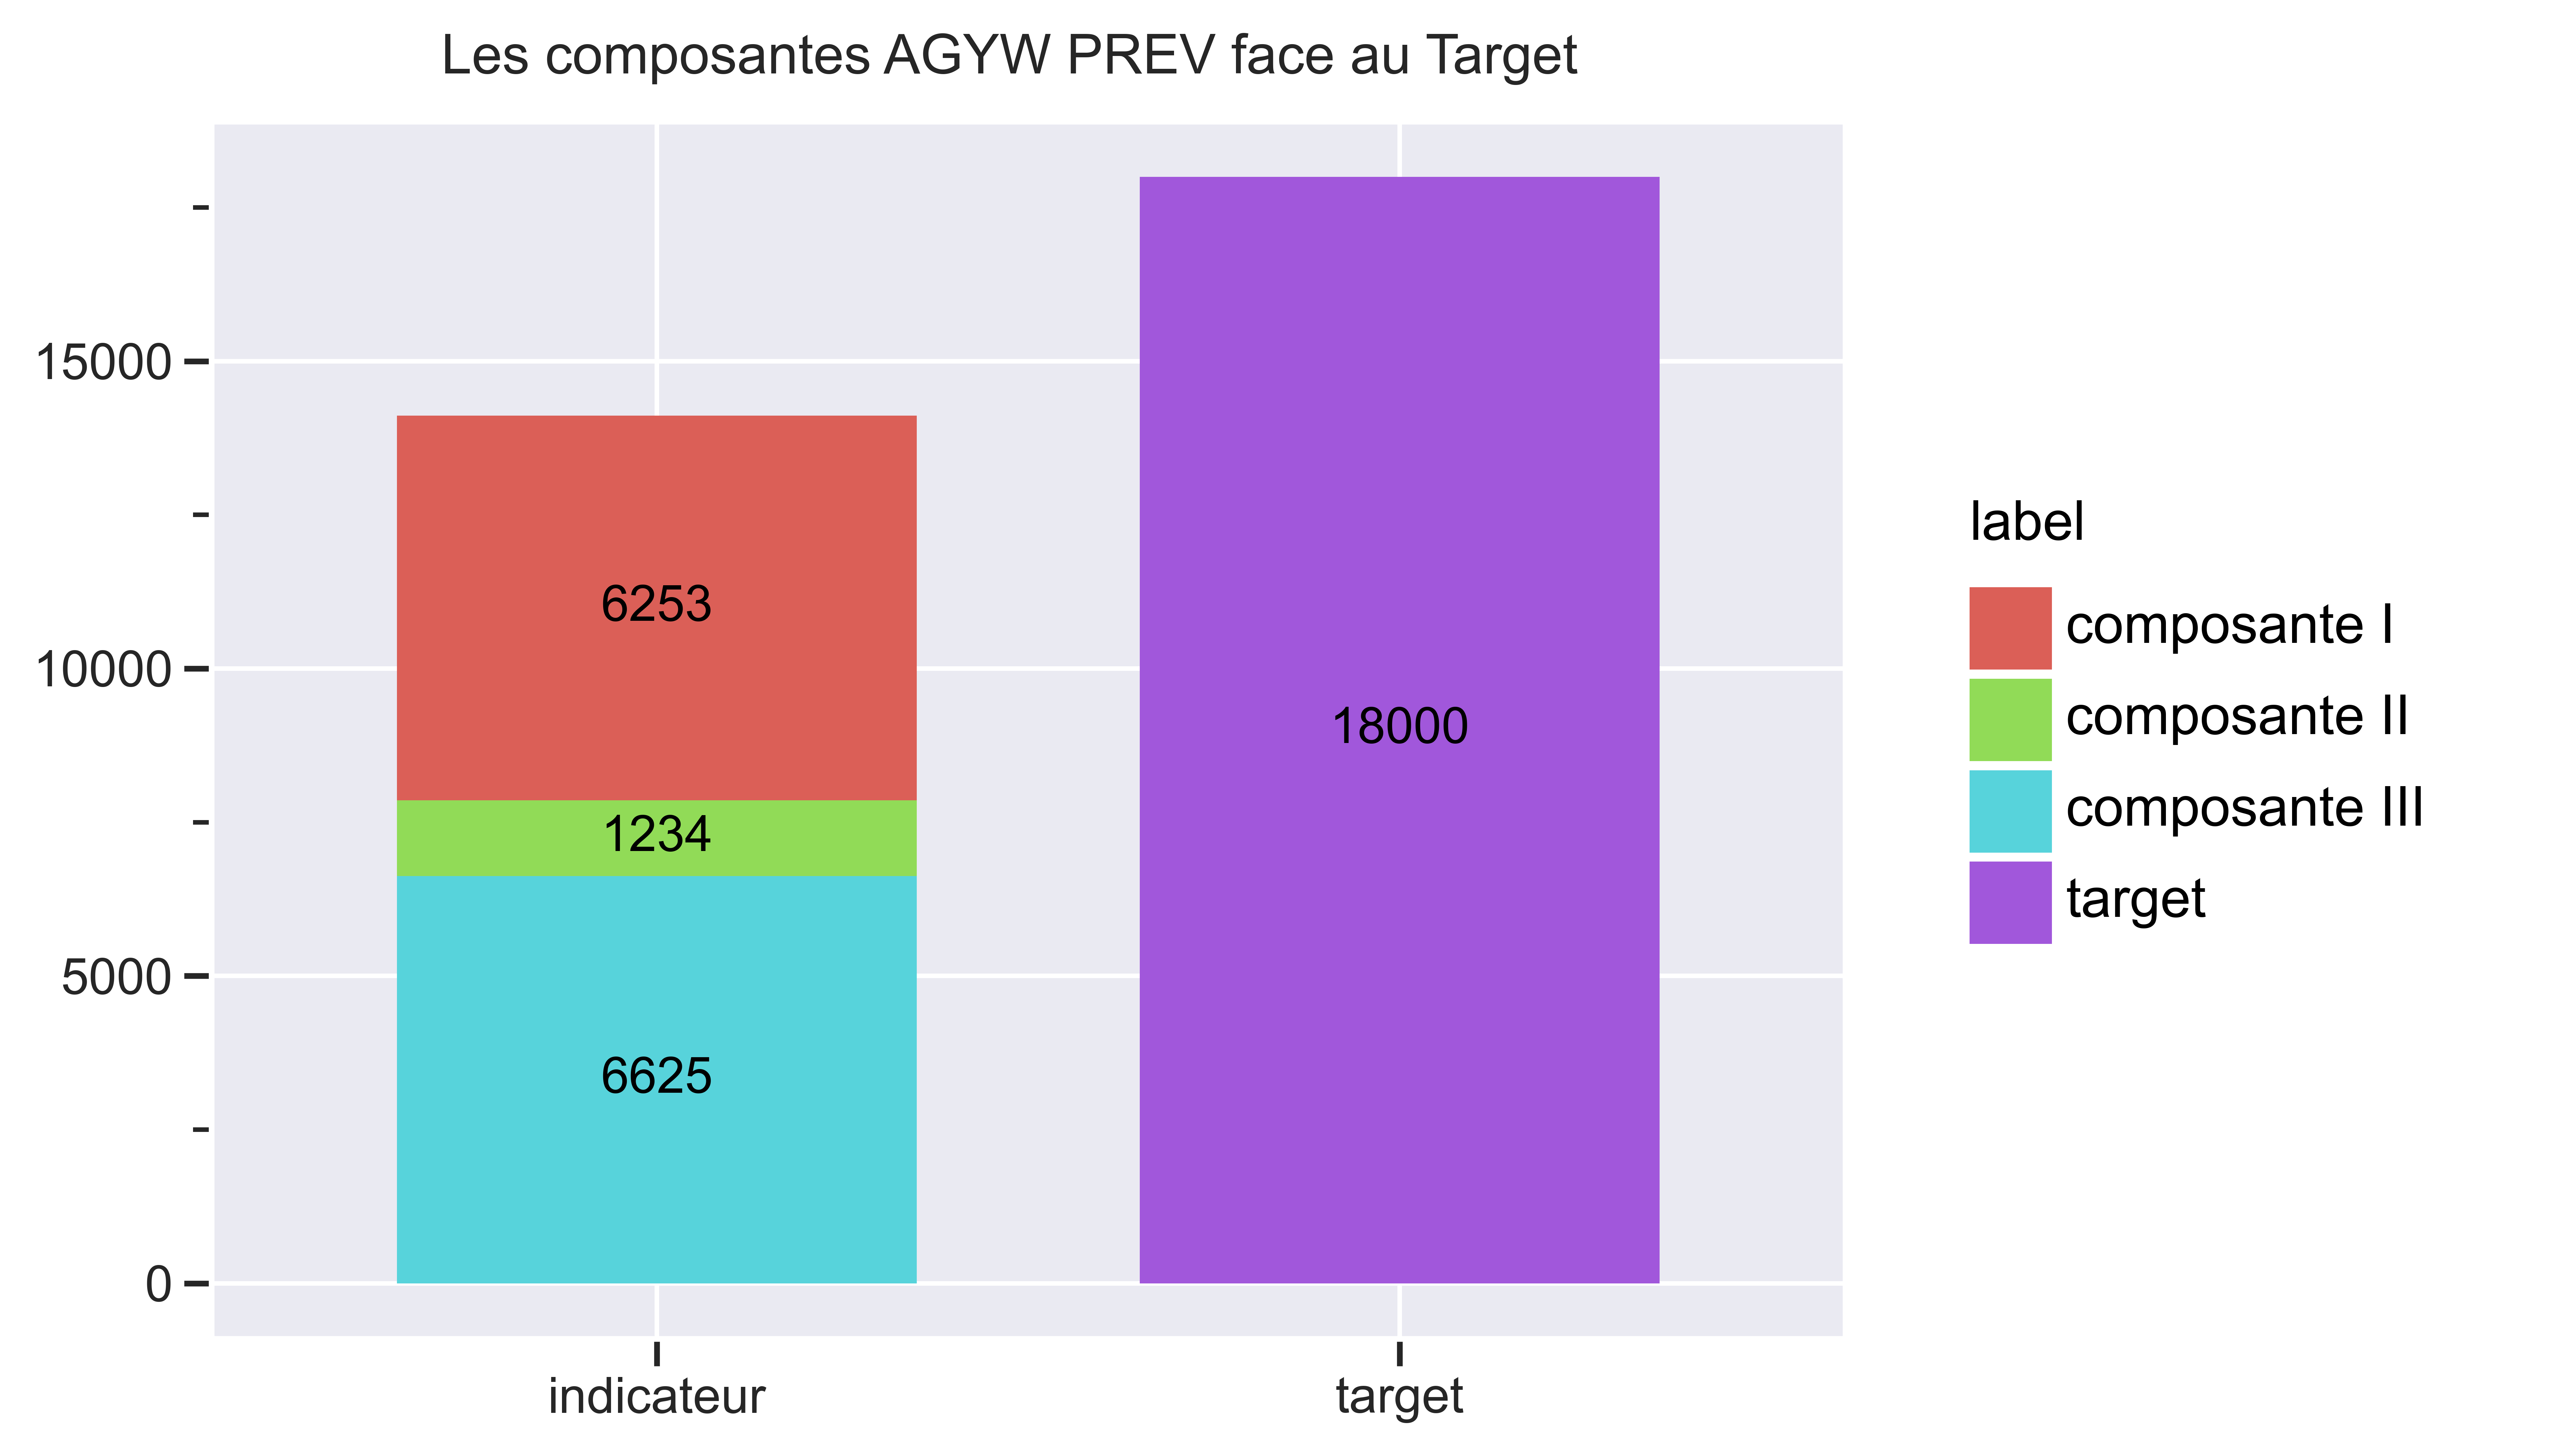 Les composantes AGYW PREV face au Target
15000
10000
5000
0
6253
1234
6625
18000
indicateur
target
label
composante I
composante II
composante III
target